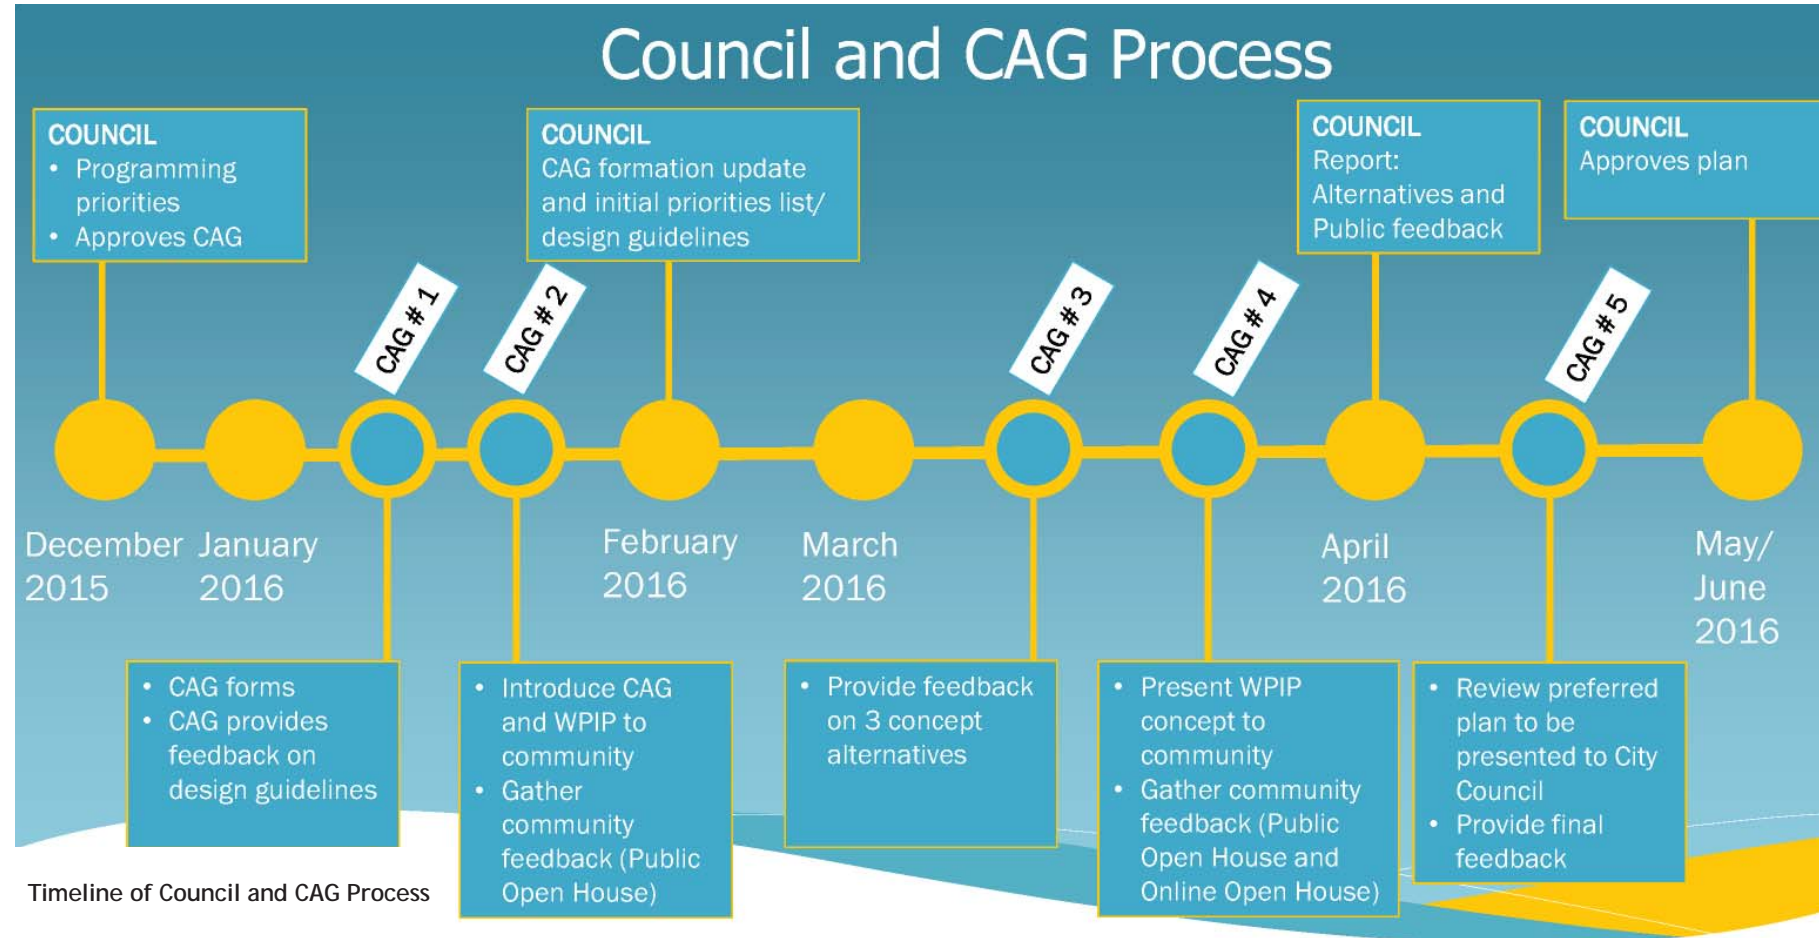 Council and CAG Process
COUNCIL
• Programming
priorities
• Approves CAG
COUNCIL
CAG formation update
and initial priorities list/
design guidelines
COUNCIL
Report:
Alternatives and
Public feedback
COUNCIL
Approves plan
CAG # 1
CAG # 2
CAG # 3
CAG # 4
CAG # 5
December
2015
January
2016
February
2016
March
2016
April
2016
May/
June
2016
• CAG forms
• CAG provides
feedback on
design guidelines
• Introduce CAG
and WPIP to
community
• Gather
community
feedback (Public
Open House)
• Provide feedback
on 3 concept
alternatives
• Present WPIP
concept to
community
• Gather community
feedback (Public
Open House and
Online Open House)
• Review preferred
plan to be
presented to City
Council
• Provide final
feedback
Timeline of Council and CAG Process